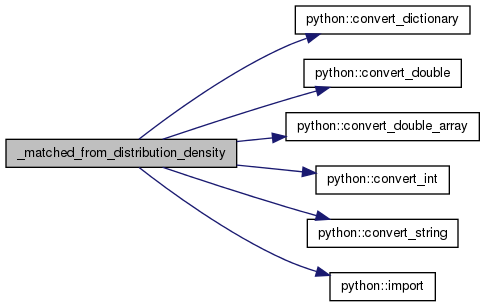 python::convert_dictionary
python::convert_double
python::convert_double_array
_matched_from_distribution_density
python::convert_int
python::convert_string
python::import